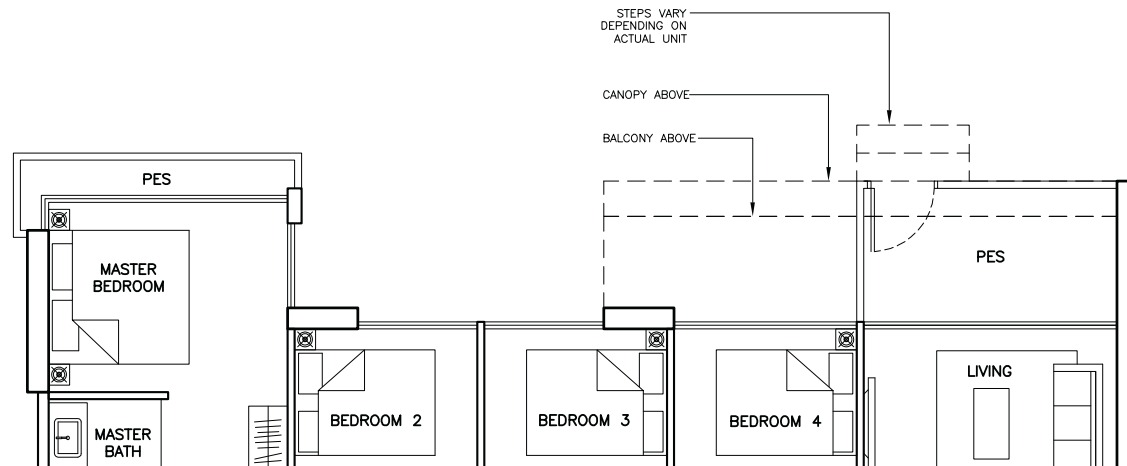 STEPS VARY
DEPENDING ON
ACTUAL UNIT
CANOPY ABOVE
BALCONY ABOVE
PES
PES
MASTER
BEDROOM
LIVING
BEDROOM 2
BEDROOM 3
BEDROOM 4
MASTER
BATH